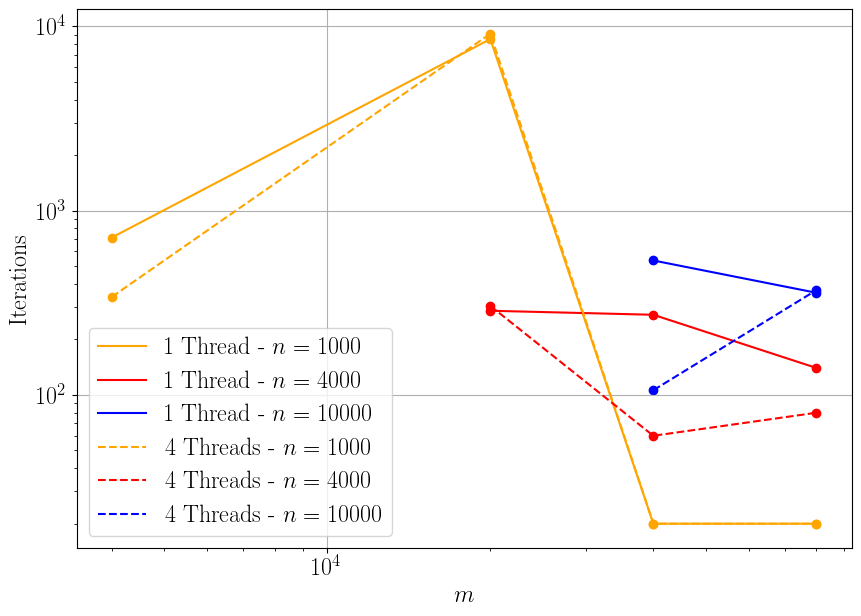 10^4
10^3
10^2
Iterations
1 Thread - n = 1000
1 Thread - n = 4000
1 Thread - n = 10000
4 Threads - n = 1000
4 Threads - n = 4000
4 Threads - n = 10000
10^4
m